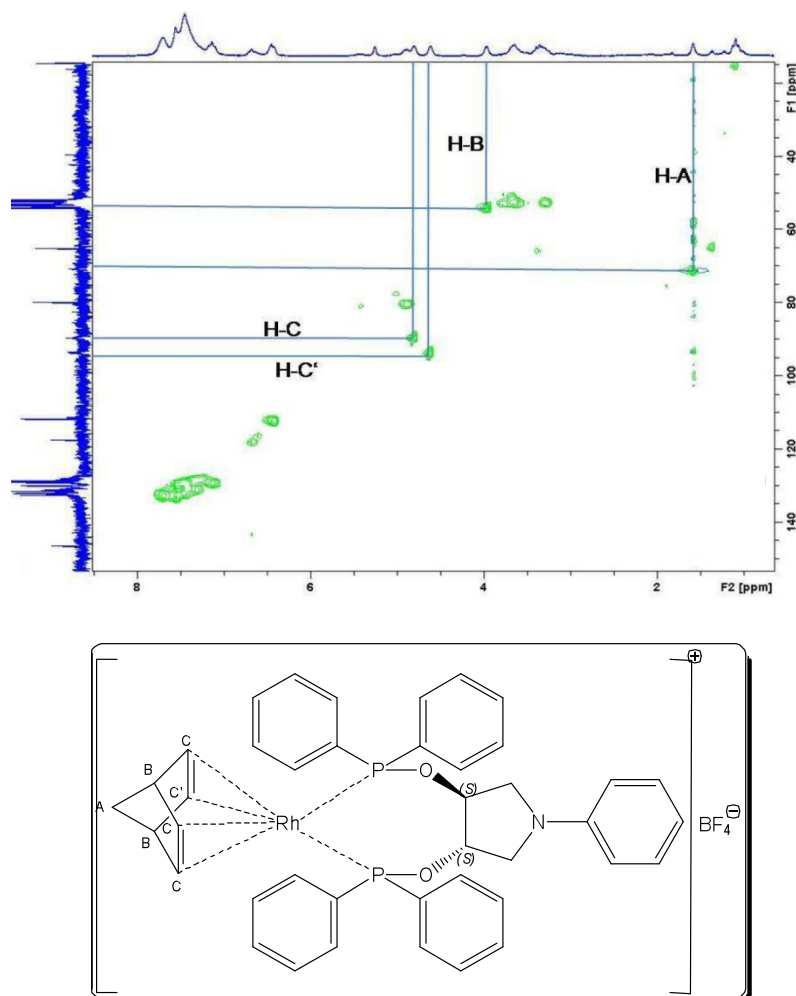 F1 [ppm]
40
60
80
100
120
140
H-B
H-A
H-C
H-C'
8
6
4
2
F2 [ppm]
⊕
C
B
P
O
(S)
A
C'
C
Rh
N
BF4
⊖
B
(S)
C
P
O